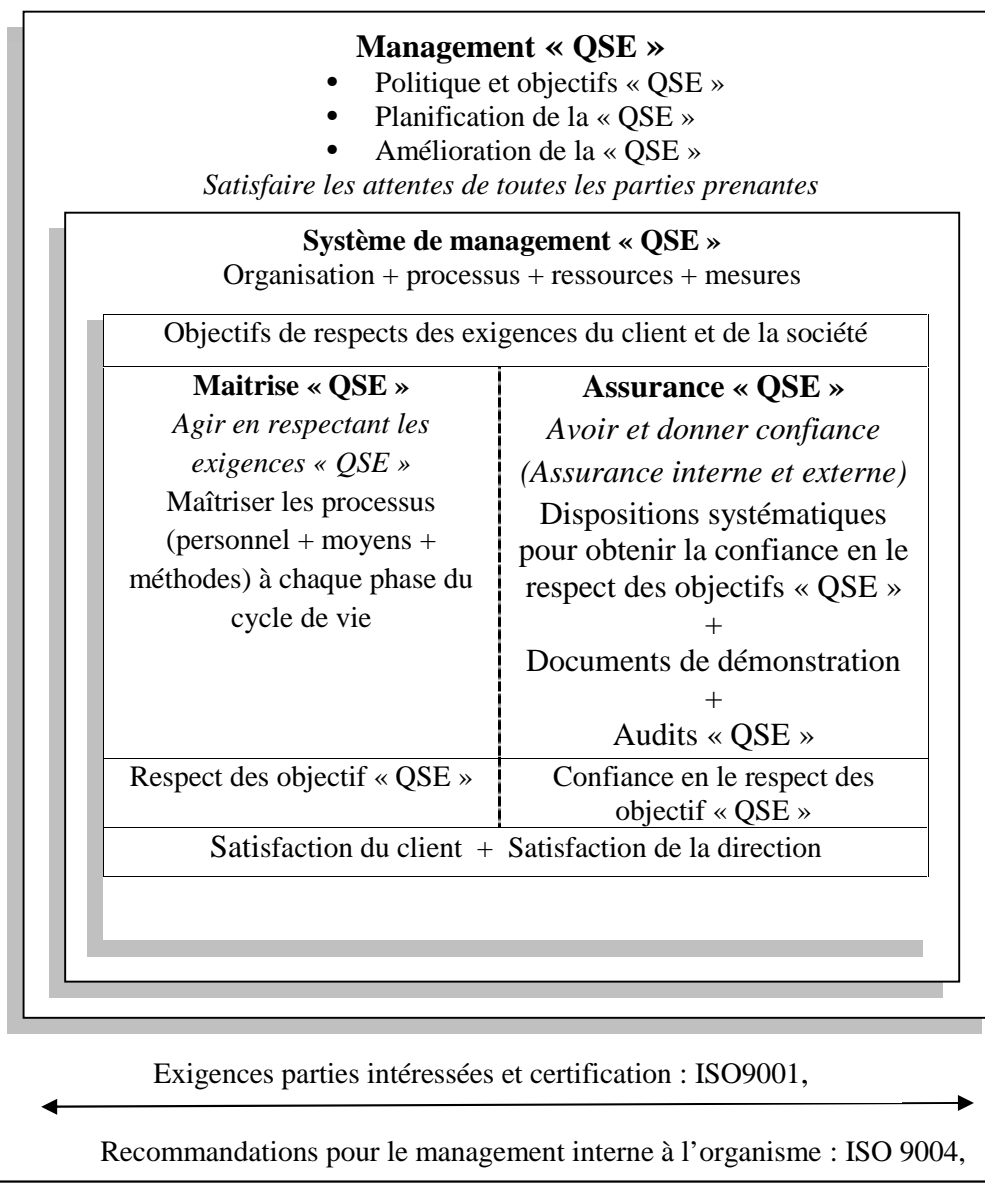 Management « QSE »
• Politique et objectifs « QSE »
• Planification de la « QSE »
• Amélioration de la « QSE »
Satisfaire les attentes de toutes les parties prenantes
Système de management « QSE »
Organisation + processus + ressources + mesures
Objectifs de respects des exigences du client et de la société
Maitrise « QSE »
Agir en respectant les
exigences « QSE »
Maîtriser les processus
(personnel + moyens +
méthodes) à chaque phase du
cycle de vie
Assurance « QSE »
Avoir et donner confiance
(Assurance interne et externe)
Dispositions systématiques
pour obtenir la confiance en le
respect des objectifs « QSE »
+
Documents de démonstration
+
Audits « QSE »
Respect des objectif « QSE »
Confiance en le respect des
objectif « QSE »
Satisfaction du client + Satisfaction de la direction
Exigences parties intéressées et certification : ISO9001,
Recommandations pour le management interne à l’organisme : ISO 9004,